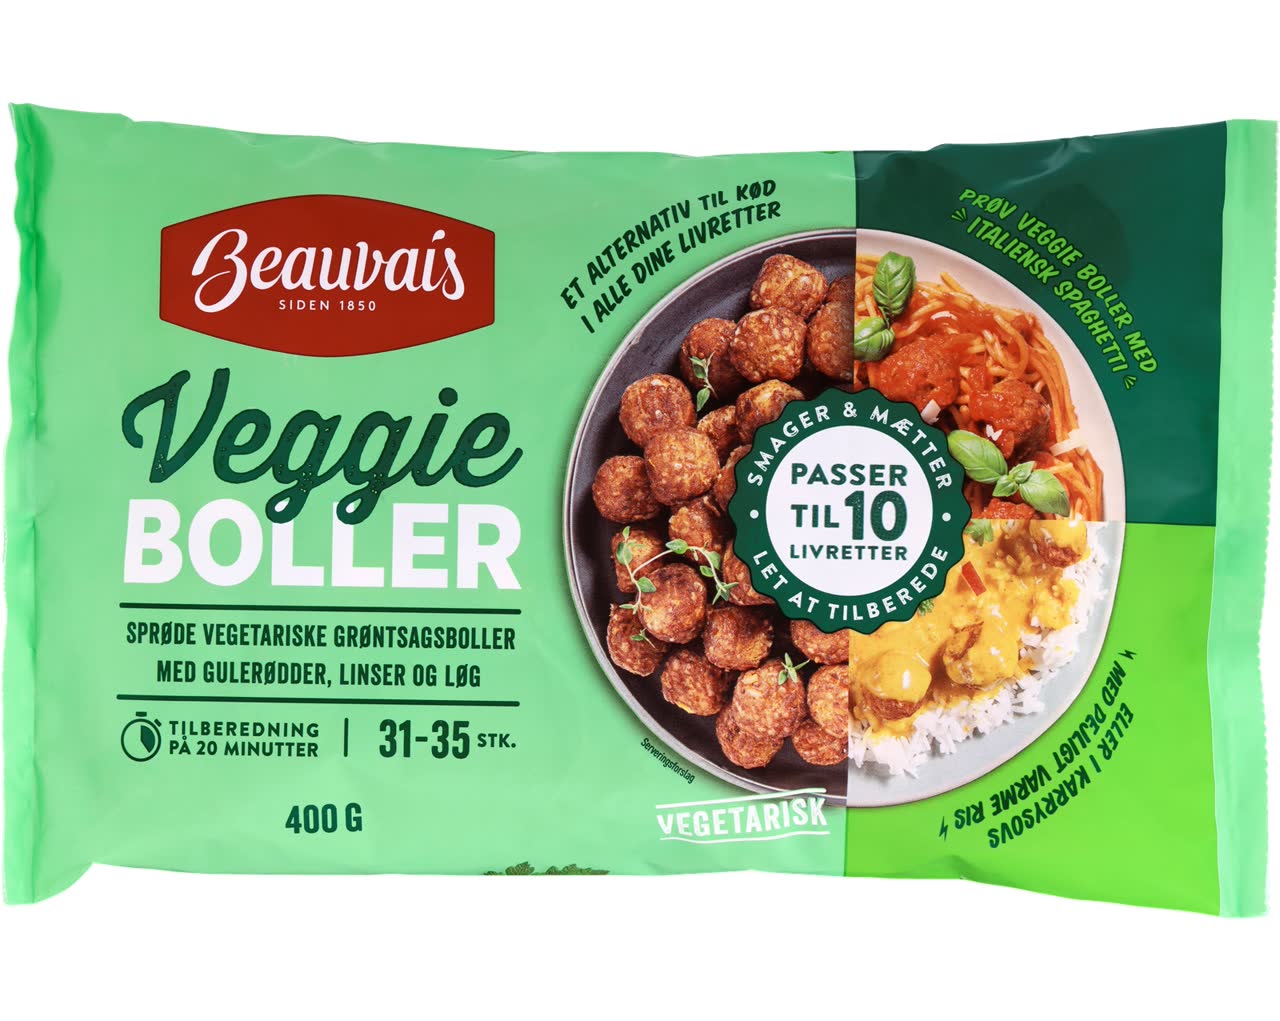 Beauvais
SIDEN 1850
Veggie
BOLLER
SPRØDE VEGETARISKE GRØNTSAGSBOLLER
MED GULERØDDER, LINSER OG LØG
TILBEREDNING
PÅ 20 MINUTTER
31-35 STK.
400 G
ET ALTERNATIV TIL KØD
I ALLE DINE LIVRETTER
PRØV VEGGIE BOLLER MED
ITALIENSK SPAGHETTI
SMAGER & MÆTTER
PASSER
TIL 10
LIVRETTER
LET AT TILBEREDE
ELLER I KARRYSOVS
MED DEJLIGT VARME RIS
Serveringsforslag
VEGETARISK